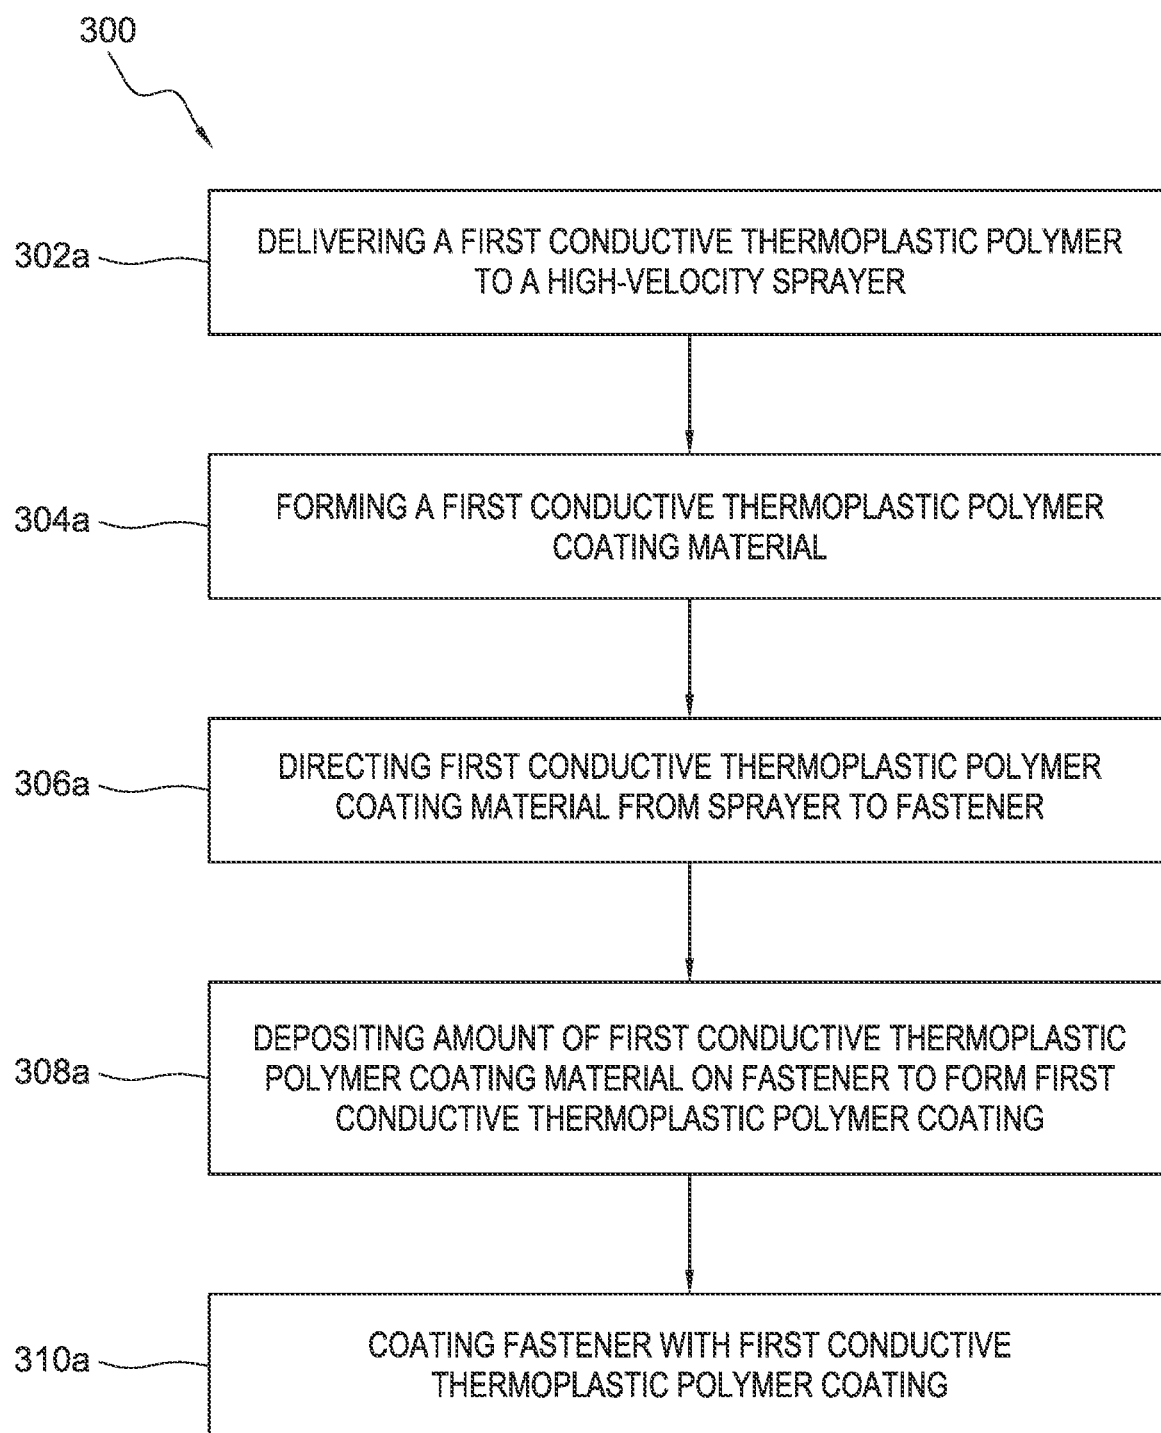 300
302a
DELIVERING A FIRST CONDUCTIVE THERMOPLASTIC POLYMER
TO A HIGH-VELOCITY SPRAYER
304a
FORMING A FIRST CONDUCTIVE THERMOPLASTIC POLYMER
COATING MATERIAL
306a
DIRECTING FIRST CONDUCTIVE THERMOPLASTIC POLYMER
COATING MATERIAL FROM SPRAYER TO FASTENER
308a
DEPOSITING AMOUNT OF FIRST CONDUCTIVE THERMOPLASTIC
POLYMER COATING MATERIAL ON FASTENER TO FORM FIRST
CONDUCTIVE THERMOPLASTIC POLYMER COATING
310a
COATING FASTENER WITH FIRST CONDUCTIVE
THERMOPLASTIC POLYMER COATING